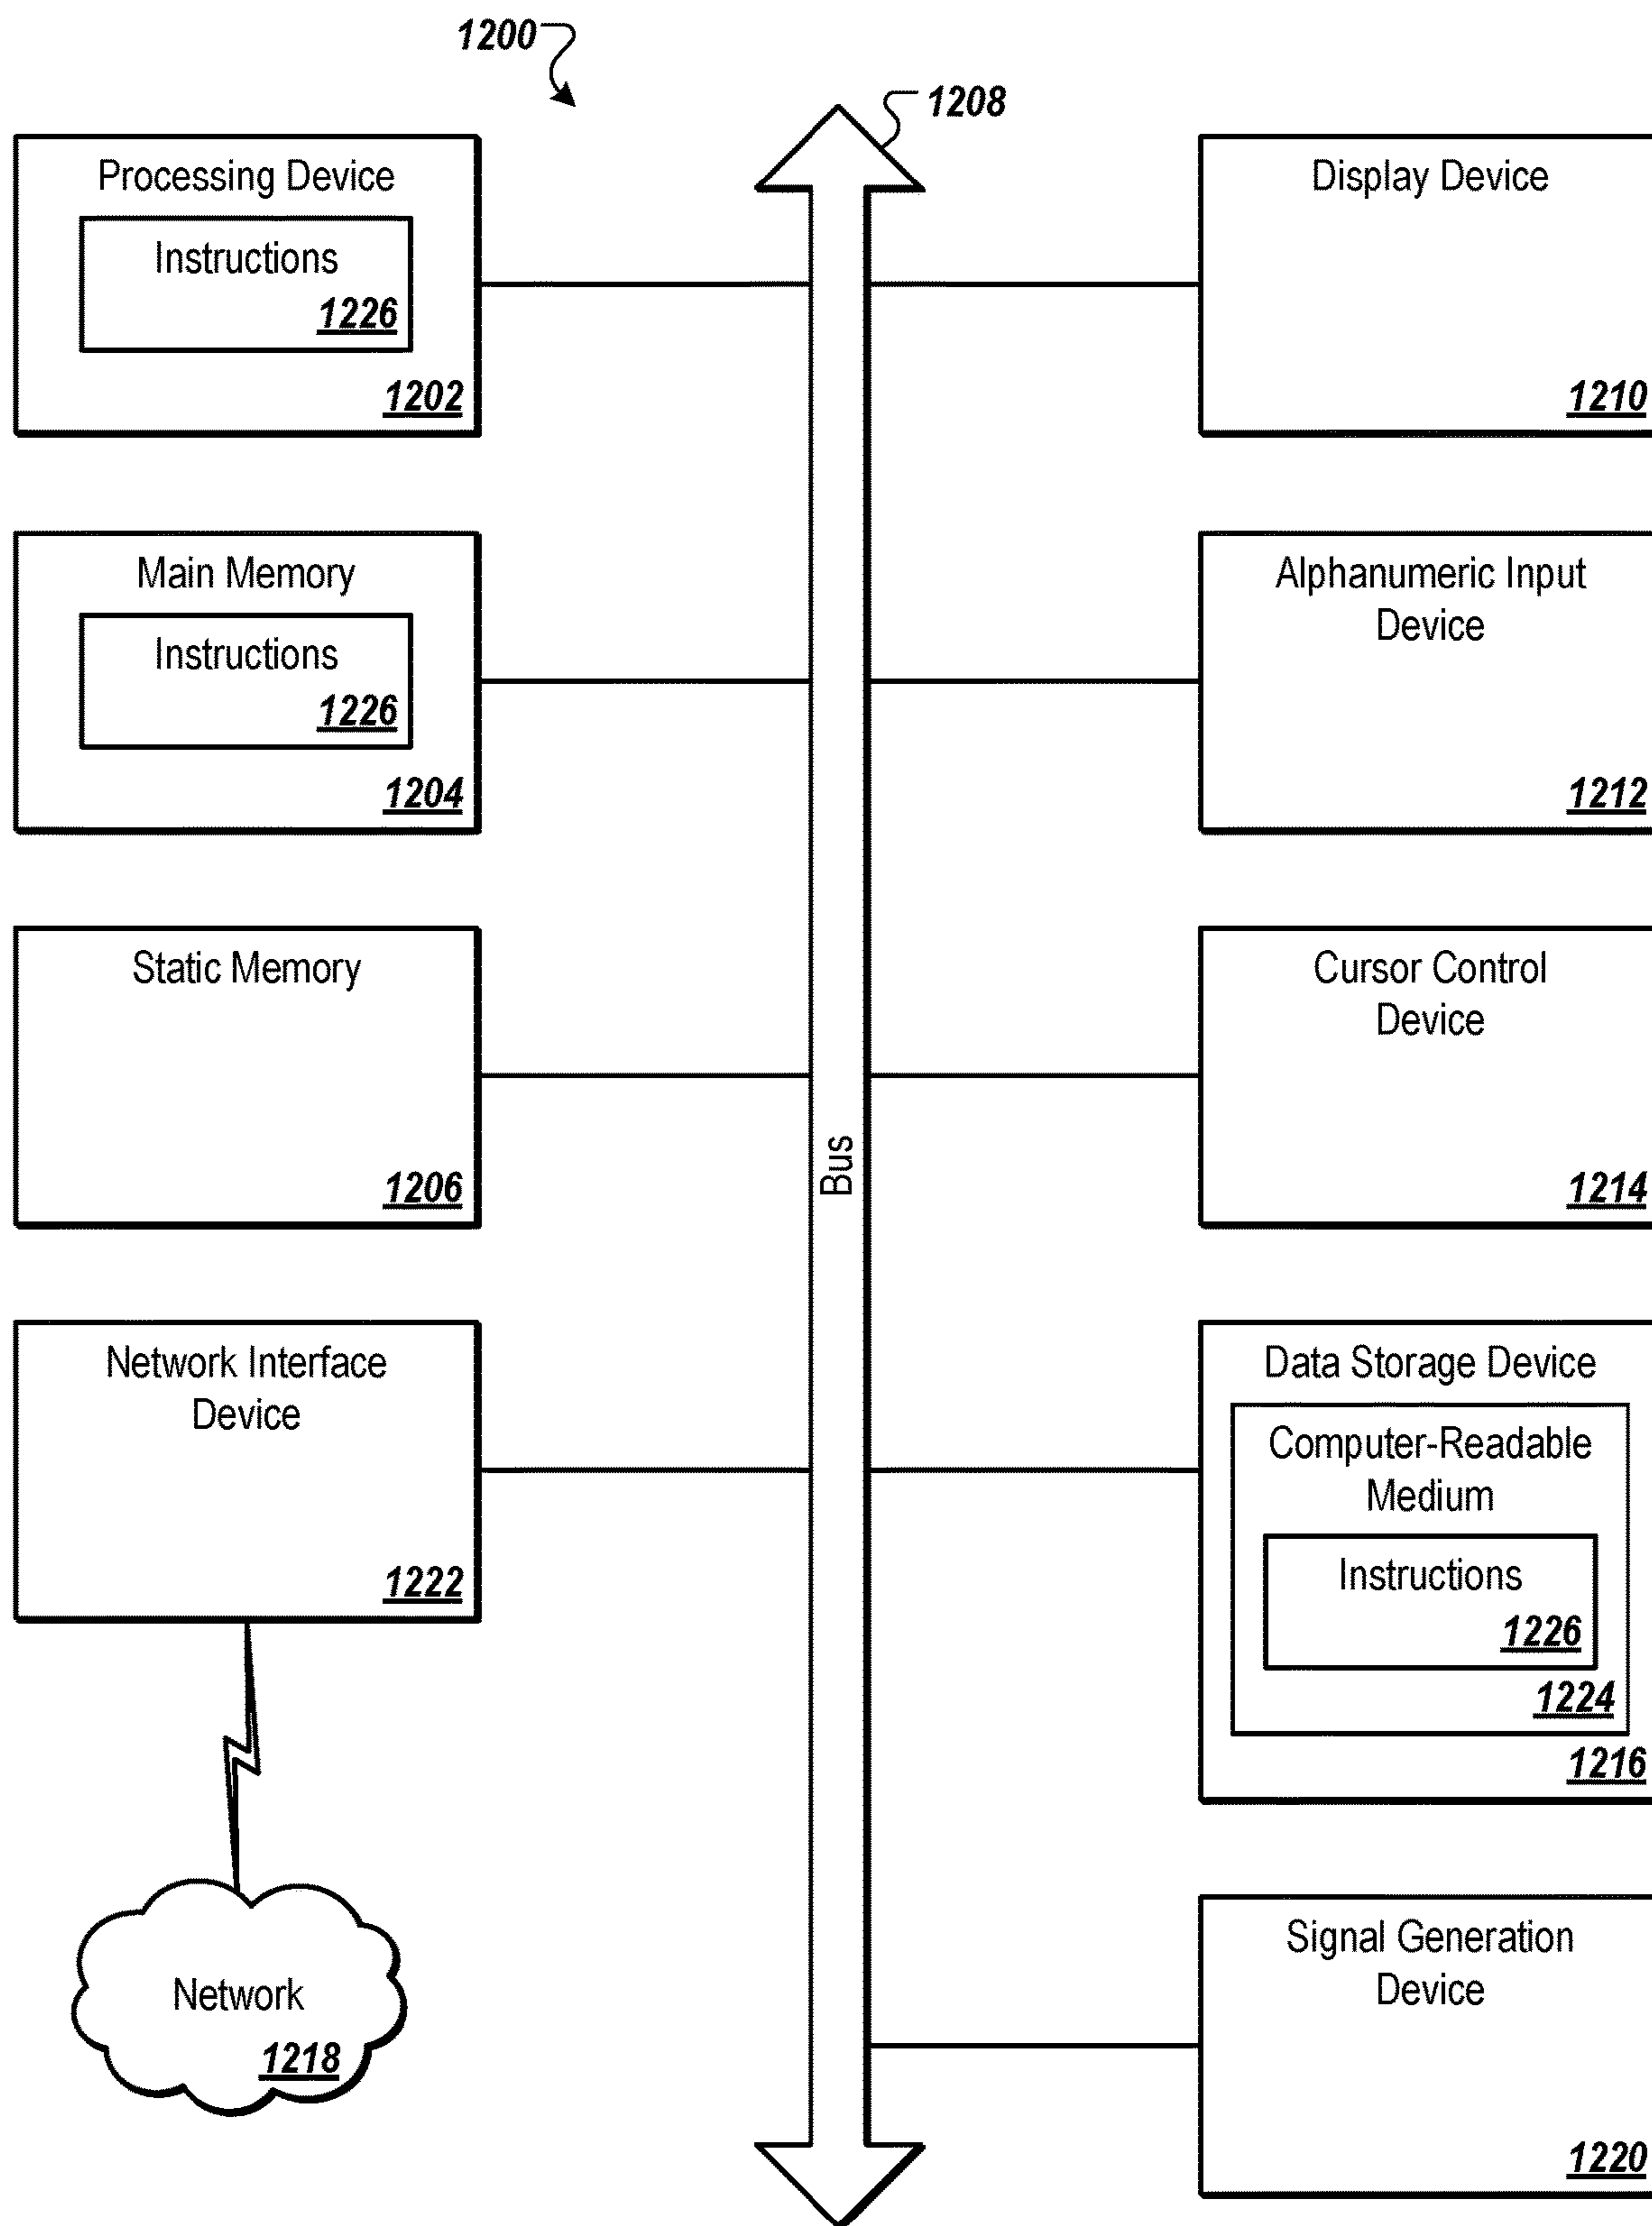 1200
1208
Processing Device
Instructions
1226
1202
Display Device
1210
Main Memory
Instructions
1226
1204
Alphanumeric Input
Device
1212
Static Memory
1206
Cursor Control
Device
1214
Bus
Network Interface
Device
1222
Data Storage Device
Computer-Readable
Medium
Instructions
1226
1224
1216
Network
1218
Signal Generation
Device
1220